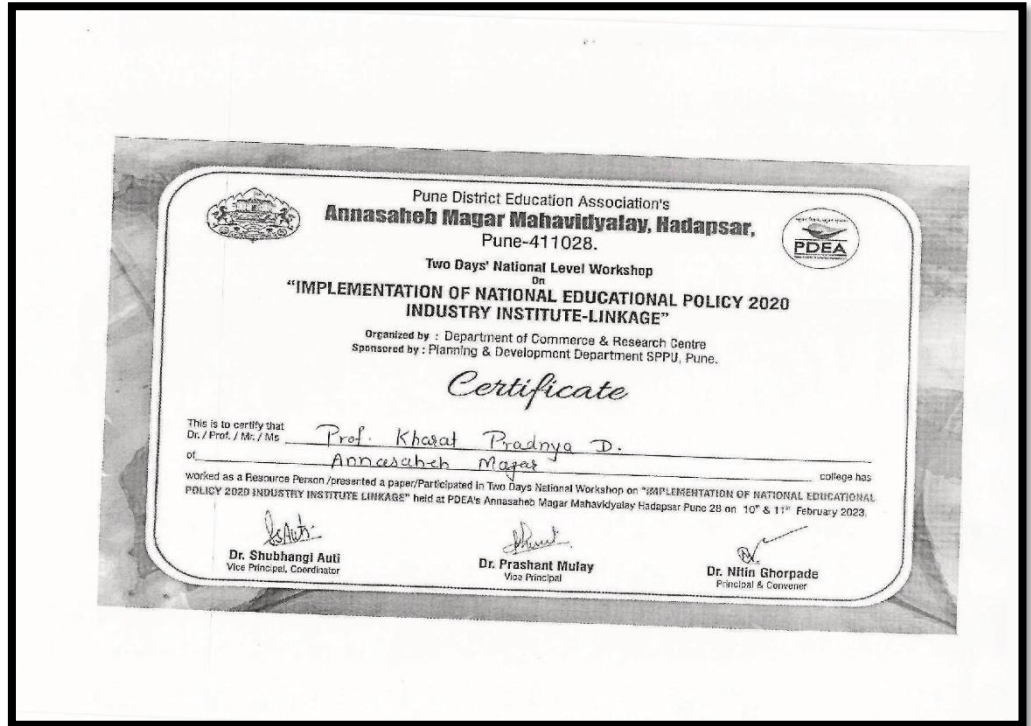 Pune District Education Association's
Annasaheb Magar Mahavidyalay, Hadapsar,
Pune-411028.
PDEA
Two Days' National Level Workshop
On
"IMPLEMENTATION OF NATIONAL EDUCATIONAL POLICY 2020
INDUSTRY INSTITUTE-LINKAGE"
Organized by : Department of Commerce & Research Centre
Sponsored by : Planning & Development Department SPPU, Pune.
Certificate
This is to certify that
Dr. / Prof. / Mr. / Ms Prof. Kharat Pradnya D.
of Annasaheb Magar college has
worked as a Resource Person /presented a paper/Participated in Two Days National Workshop on "IMPLEMENTATION OF NATIONAL EDUCATIONAL
POLICY 2020 INDUSTRY INSTITUTE LINKAGE" held at PDEA's Annasaheb Magar Mahavidyalay Hadapsar Pune 28 on 10th & 11th February 2023.
Dr. Shubhangi Auti
Vice Principal, Coordinator
Dr. Prashant Mulay
Vice Principal
Dr. Nitin Ghorpade
Principal & Convener